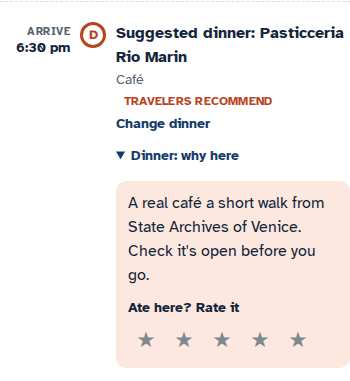 ARRIVE
6:30 pm
D
Suggested dinner: Pasticceria
Rio Marin
Café
TRAVELERS RECOMMEND
Change dinner
▼ Dinner: why here
A real café a short walk from
State Archives of Venice.
Check it's open before you
go.
Ate here? Rate it
★ ★ ★ ★ ★